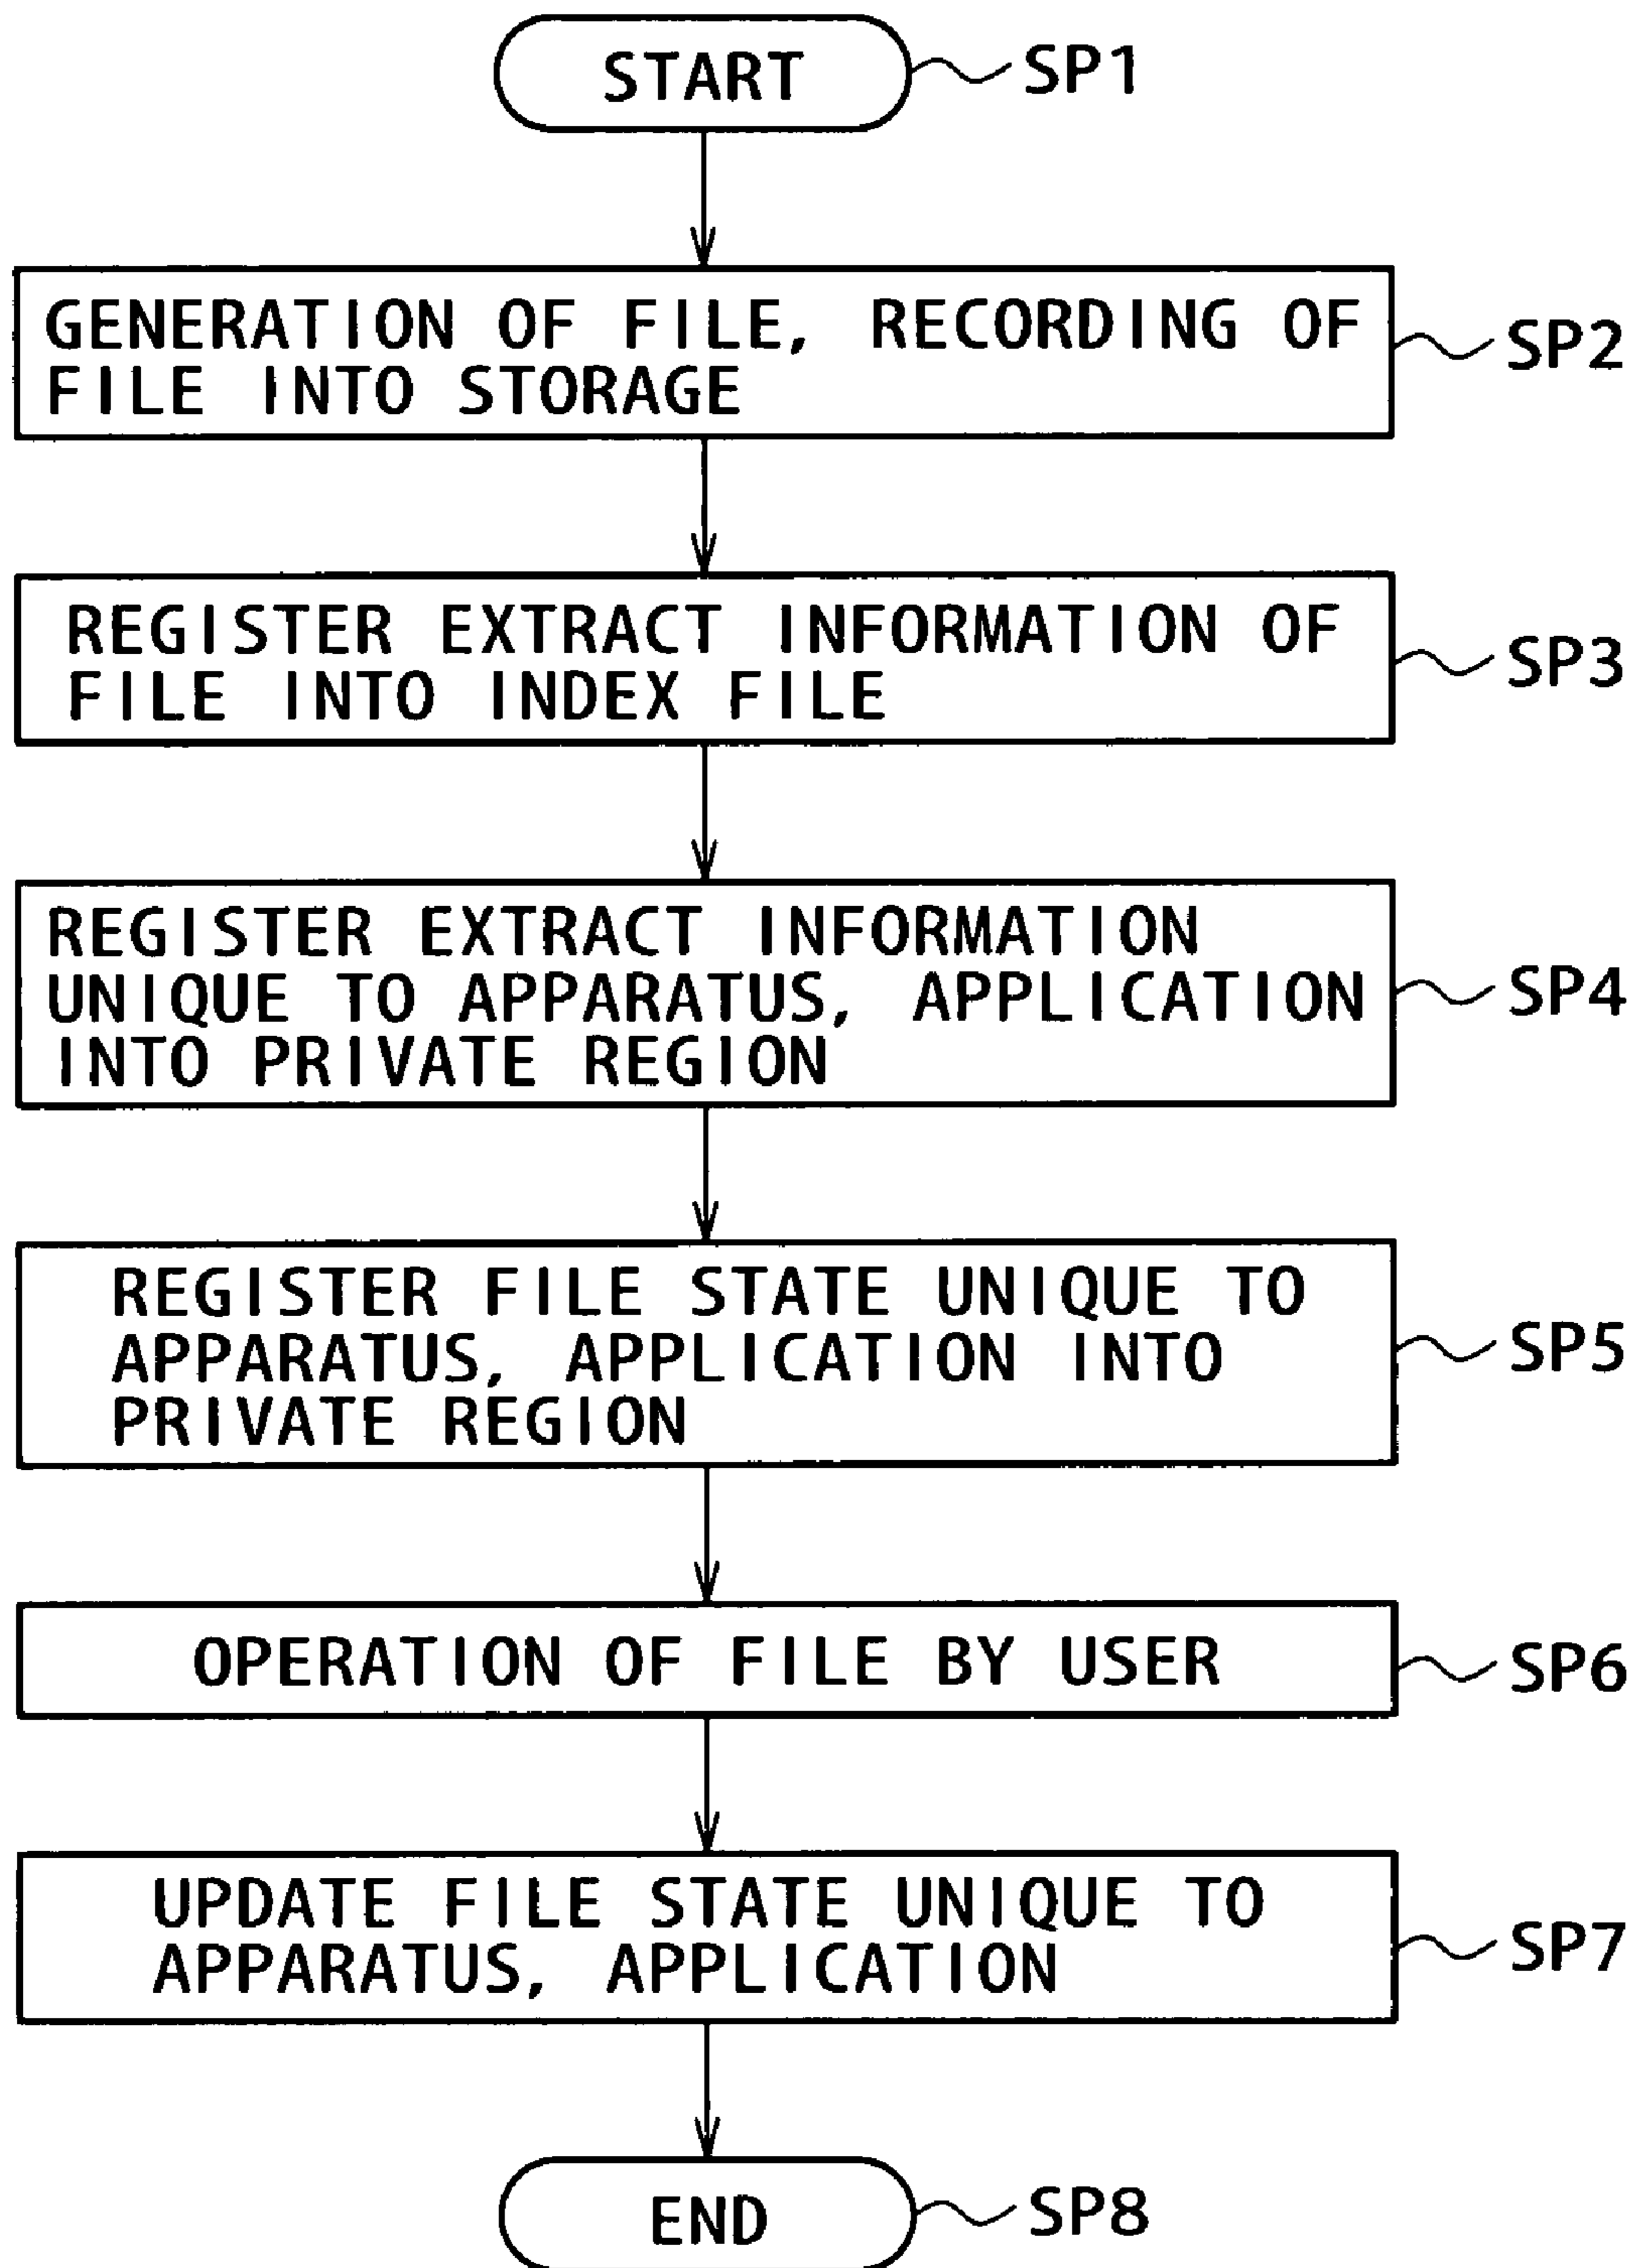 START
SP1
GENERATION OF FILE, RECORDING OF
FILE INTO STORAGE
SP2
REGISTER EXTRACT INFORMATION OF
FILE INTO INDEX FILE
SP3
REGISTER EXTRACT INFORMATION
UNIQUE TO APPARATUS, APPLICATION
INTO PRIVATE REGION
SP4
REGISTER FILE STATE UNIQUE TO
APPARATUS, APPLICATION INTO
PRIVATE REGION
SP5
OPERATION OF FILE BY USER
SP6
UPDATE FILE STATE UNIQUE TO
APPARATUS, APPLICATION
SP7
END
SP8